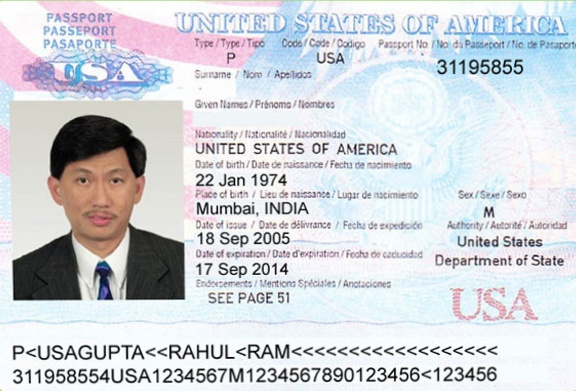 PASSPORT
PASSEPORT
PASAPORTE
USA
UNITED STATES OF AMERICA
Type / Type / Tipo Code / Code / Codigo Passport No / No. du Passeport / No. de Pasaporte
P USA 31195855
Surname / Nom / Apellidos
Given Names / Prénoms / Nombres
Nationality / Nationalité / Nacionalidad
UNITED STATES OF AMERICA
Date of birth / Date de naissance / Fecha de nacimiento
22 Jan 1974
Place of birth / Lieu de naissance / Lugar de nacimiento Sex / Sexe / Sexo
Mumbai, INDIA M
Date of issue / Date de délivrance / Fecha de expedición Authority / Autorité / Autoridad
18 Sep 2005 United States
Date of expiration / Date d'expiration / Fecha de caducidad Department of State
17 Sep 2014
Endorsements / Mentions Spéciales / Anotaciones
SEE PAGE 51
USA
P<USAGUPTA<<RAHUL<RAM<<<<<<<<<<<<<<<<<<
311958554USA1234567M1234567890123456<123456